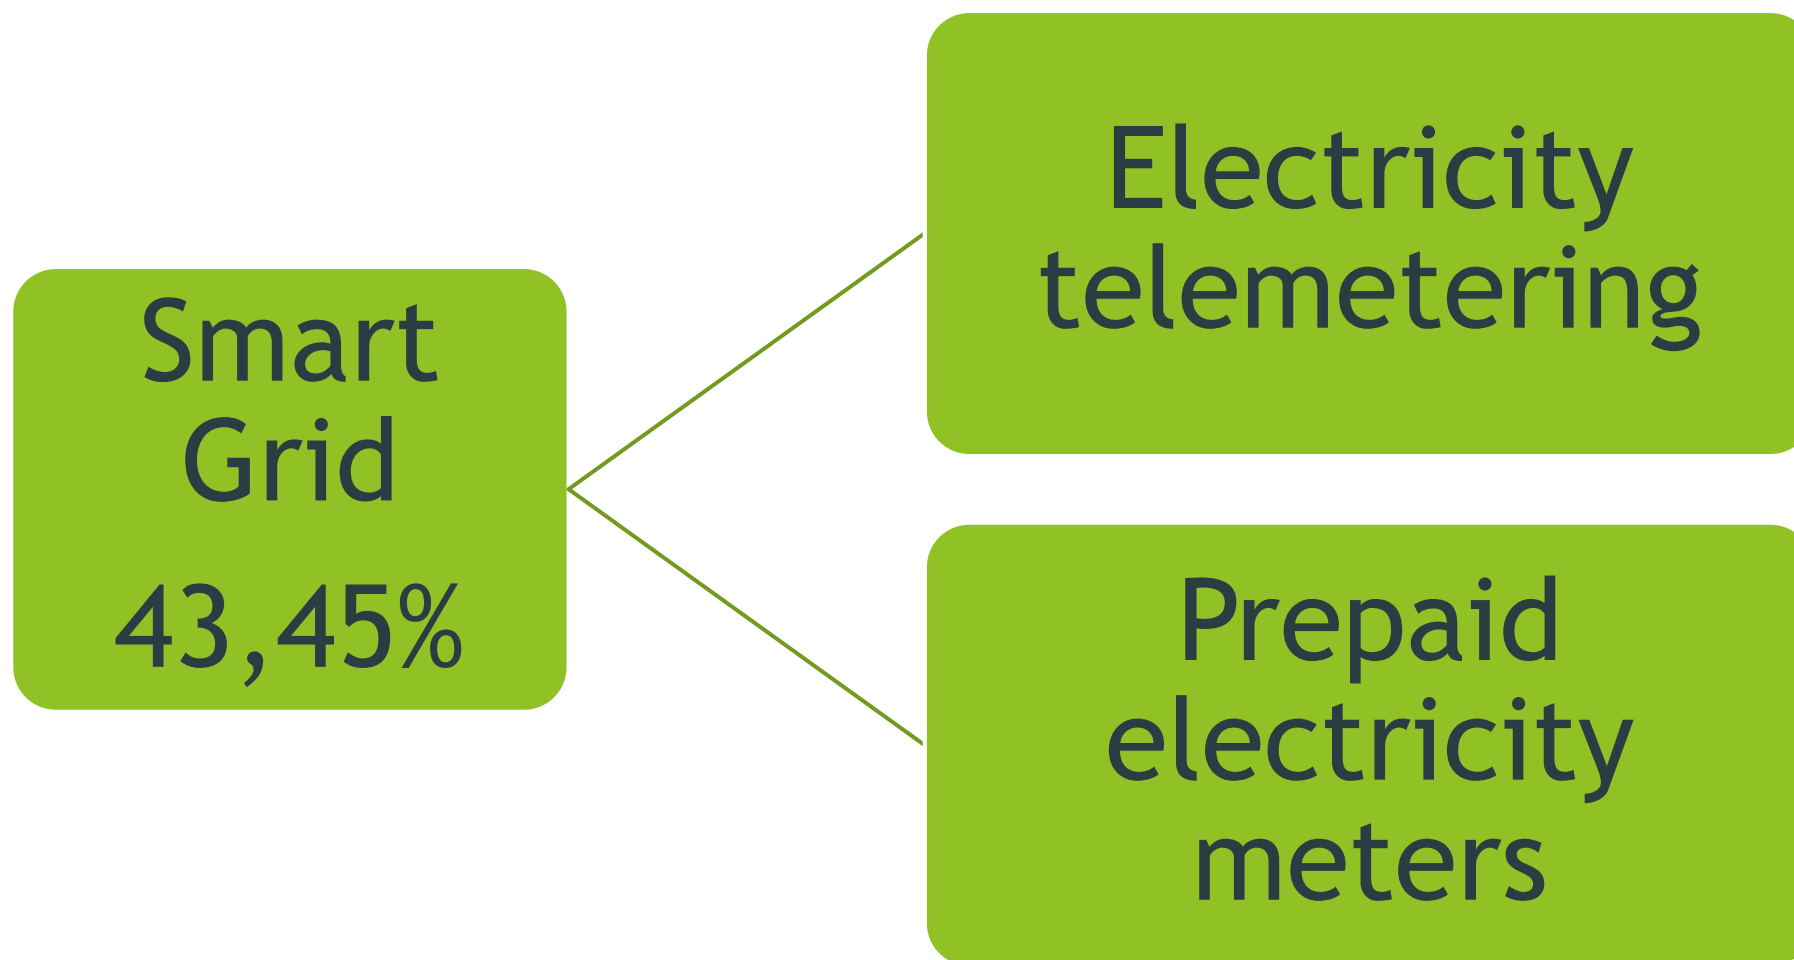 Smart
Grid
43,45%
Electricity
telemetering
Prepaid
electricity
meters